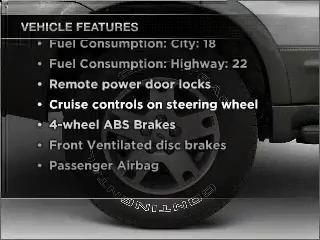 VEHICLE FEATURES
• Fuel Consumption: City: 18
• Fuel Consumption: Highway: 22
• Remote power door locks
• Cruise controls on steering wheel
• 4-wheel ABS Brakes
• Front Ventilated disc brakes
• Passenger Airbag
CONTINENTAL